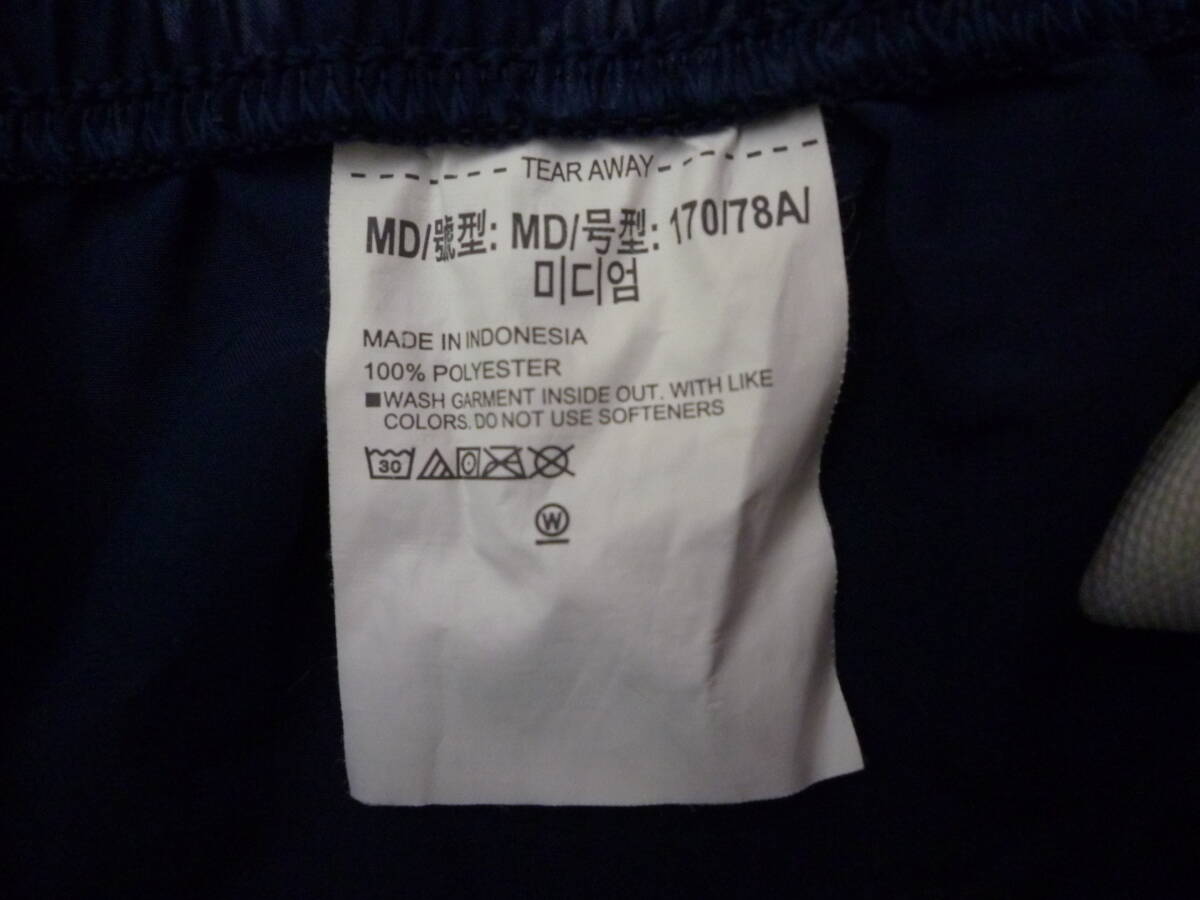 TEAR AWAY
MD/號型: MD/号型: 170/78A/
미디엄
MADE IN INDONESIA
100% POLYESTER
■WASH GARMENT INSIDE OUT. WITH LIKE
COLORS. DO NOT USE SOFTENERS
30
W